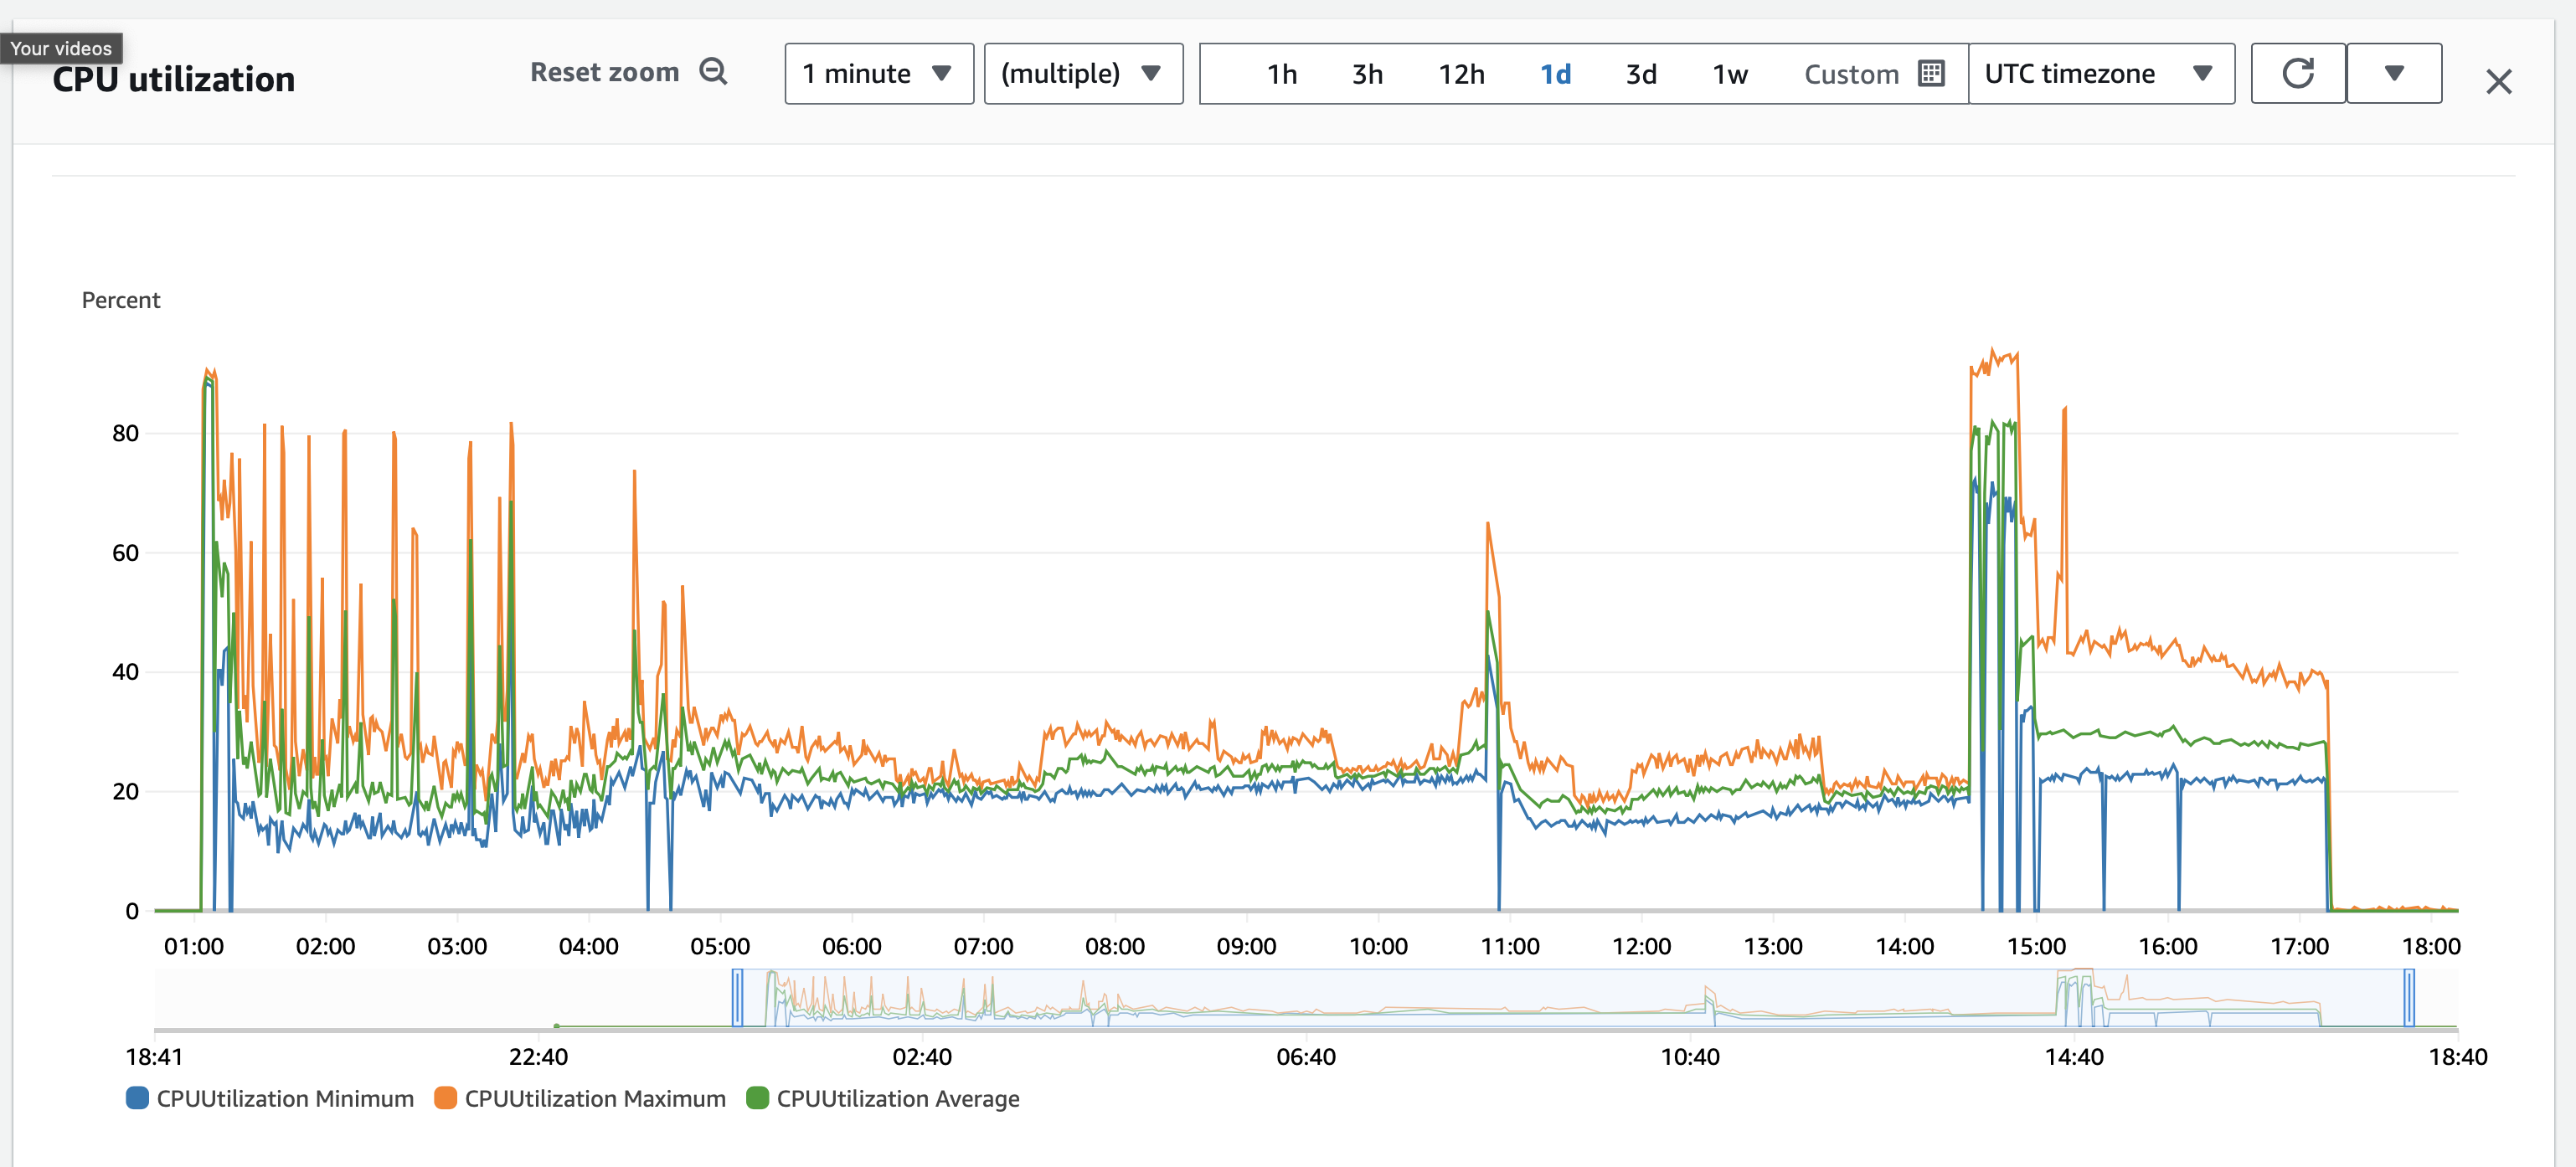 Your videos
CPU utilization
Reset zoom
1 minute
(multiple)
1h 3h 12h 1d 3d 1w Custom
UTC timezone
Percent
80
60
40
20
0
01:00 02:00 03:00 04:00 05:00 06:00 07:00 08:00 09:00 10:00 11:00 12:00 13:00 14:00 15:00 16:00 17:00 18:00
18:41 22:40 02:40 06:40 10:40 14:40 18:40
CPUUtilization Minimum CPUUtilization Maximum CPUUtilization Average